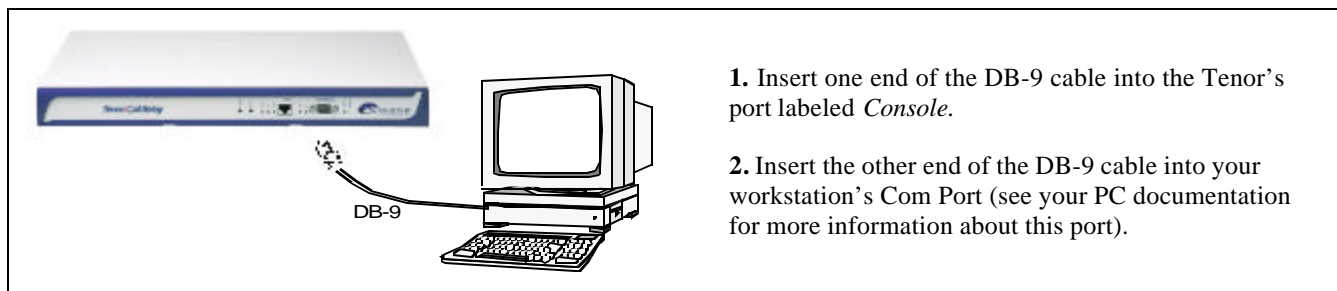 DB-9
1. Insert one end of the DB-9 cable into the Tenor’s
port labeled Console.
2. Insert the other end of the DB-9 cable into your
workstation’s Com Port (see your PC documentation
for more information about this port).